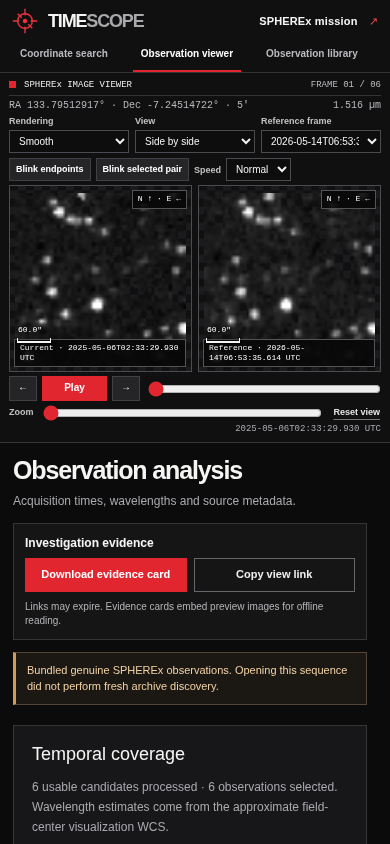 TIMESCOPE
SPHEREx mission ↗
Coordinate search
Observation viewer
Observation library
SPHEREx IMAGE VIEWER
FRAME 01 / 06
RA 133.79512917° · Dec -7.24514722° · 5'
1.516 µm
Rendering
View
Reference frame
Smooth
Side by side
2026-05-14T06:53:3
Blink endpoints
Blink selected pair
Speed
Normal
N ↑ · E ←
N ↑ · E ←
60.0"
Current · 2025-05-06T02:33:29.930
UTC
60.0"
Reference · 2026-05-
14T06:53:35.614 UTC
←
Play
→
Zoom
Reset view
2025-05-06T02:33:29.930 UTC
Observation analysis
Acquisition times, wavelengths and source metadata.
Investigation evidence
Download evidence card
Copy view link
Links may expire. Evidence cards embed preview images for offline
reading.
Bundled genuine SPHEREx observations. Opening this sequence
did not perform fresh archive discovery.
Temporal coverage
6 usable candidates processed · 6 observations selected.
Wavelength estimates come from the approximate field-
center visualization WCS.